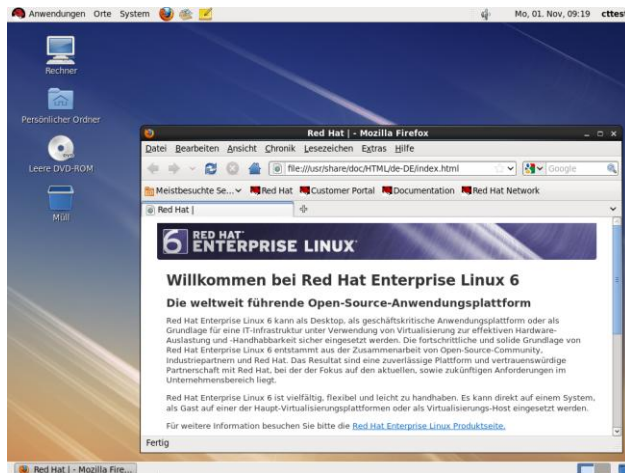 Anwendungen Orte System Mo, 01. Nov, 09:19 cttest
Rechner
Persönlicher Ordner
Leere DVD-ROM
Müll
Red Hat | - Mozilla Firefox
Datei Bearbeiten Ansicht Chronik Lesezeichen Extras Hilfe
file:///usr/share/doc/HTML/de-DE/index.html Google
Meistbesuchte Se... Red Hat Customer Portal Documentation Red Hat Network
Red Hat |
6 RED HAT
ENTERPRISE LINUX
Willkommen bei Red Hat Enterprise Linux 6
Die weltweit führende Open-Source-Anwendungsplattform
Red Hat Enterprise Linux 6 kann als Desktop, als geschäftskritische Anwendungsplattform oder als
Grundlage für eine IT-Infrastruktur unter Verwendung von Virtualisierung zur effektiven Hardware-
Auslastung und -Handhabbarkeit sicher eingesetzt werden. Die fortschrittliche und solide Grundlage von
Red Hat Enterprise Linux 6 entstammt aus der Zusammenarbeit von Open-Source-Community,
Industriepartnern und Red Hat. Das Resultat sind eine zuverlässige Plattform und vertrauenswürdige
Partnerschaft mit Red Hat, bei der der Fokus auf den aktuellen, sowie zukünftigen Anforderungen im
Unternehmensbereich liegt.
Red Hat Enterprise Linux 6 ist vielfältig, flexibel und leicht zu handhaben. Es kann direkt auf einem System,
als Gast auf einer der Haupt-Virtualisierungsplattformen oder als Virtualisierungs-Host eingesetzt werden.
Für weitere Information besuchen Sie bitte die Red Hat Enterprise Linux Produktseite.
Fertig
Red Hat | - Mozilla Fire...